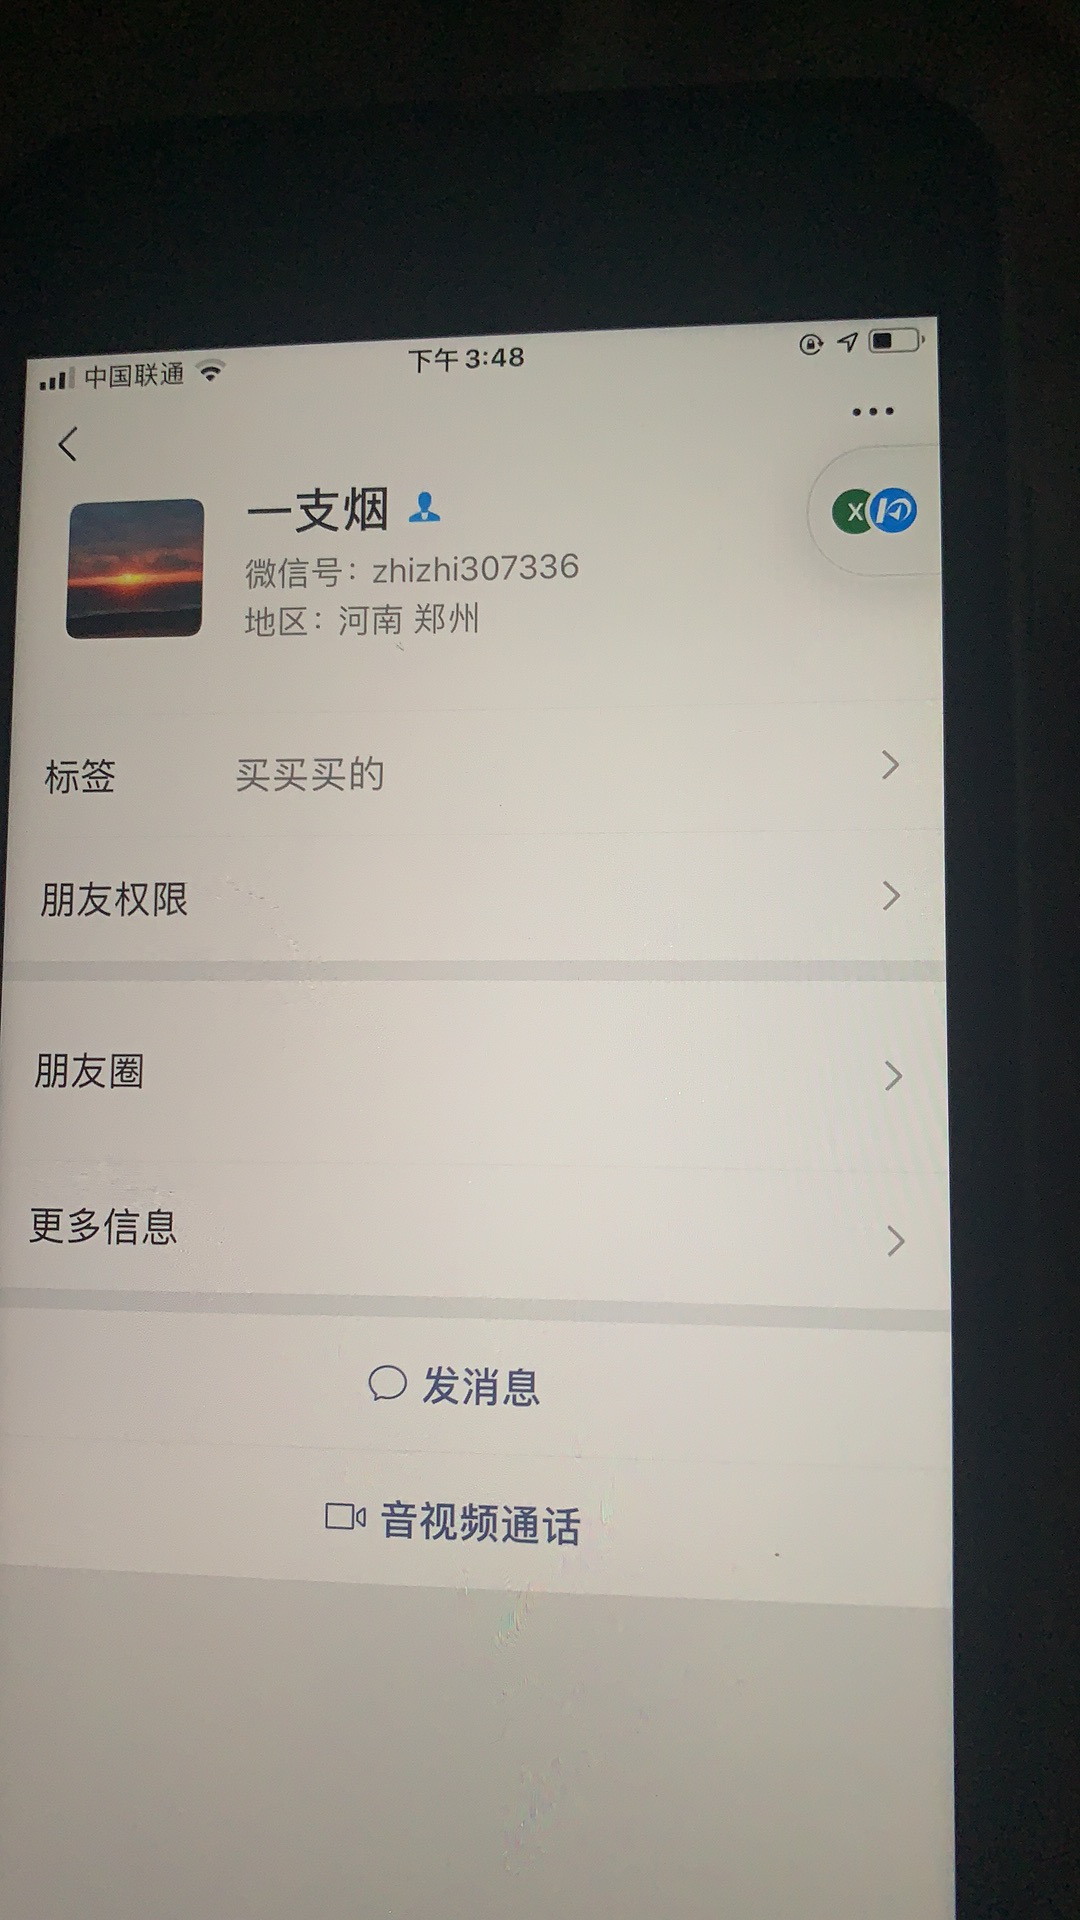 中国联通
下午3:48
一支烟
微信号：zhizhi307336
地区：河南 郑州
X
标签 买买买的
朋友权限
朋友圈
更多信息
发消息
音视频通话